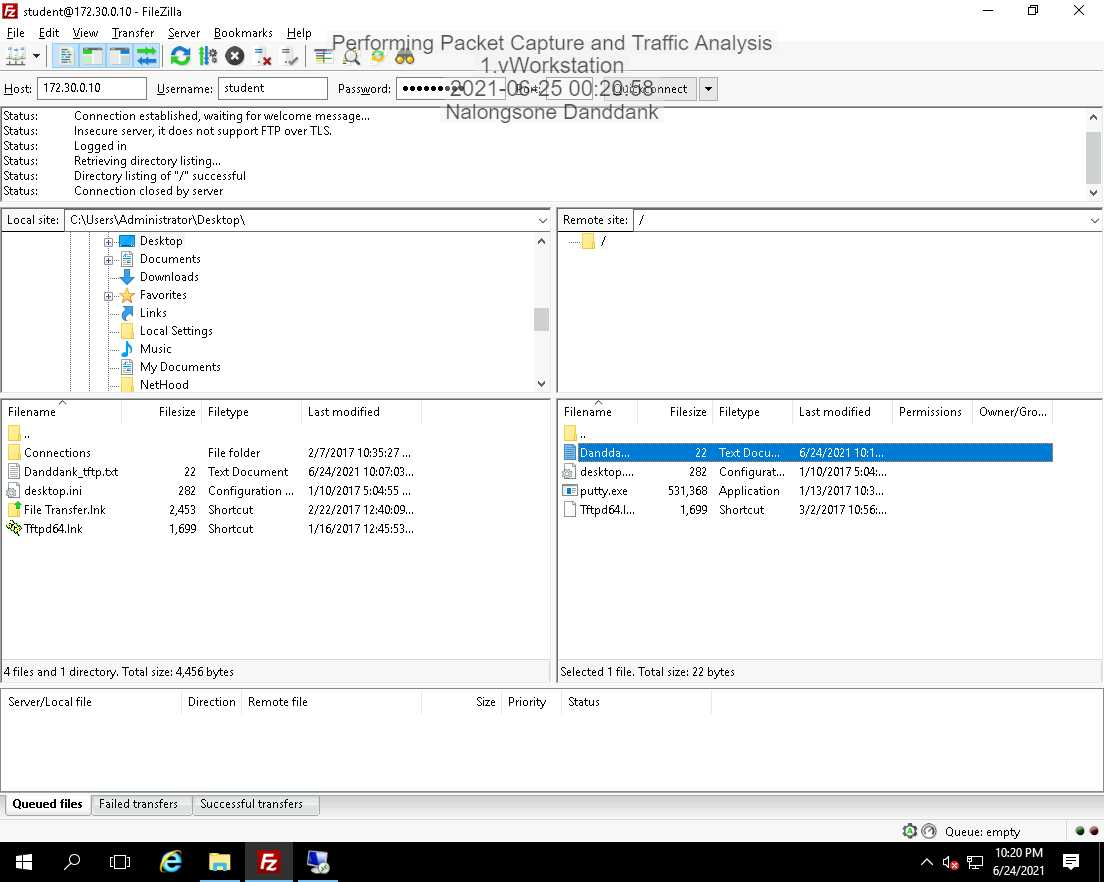 student@172.30.0.10 - FileZilla
File Edit View Transfer Server Bookmarks Help
Performing Packet Capture and Traffic Analysis
1.vWorkstation
2021-06-25 00:20:58
Nalongsone Danddank
Host: 172.30.0.10 Username: student Password: ●●●●●●●●● Port: Quickconnect
Status: Connection established, waiting for welcome message...
Status: Insecure server, it does not support FTP over TLS.
Status: Logged in
Status: Retrieving directory listing...
Status: Directory listing of "/" successful
Status: Connection closed by server
Local site: C:\Users\Administrator\Desktop\
Desktop
Documents
Downloads
Favorites
Links
Local Settings
Music
My Documents
NetHood
Remote site: /
/
Filename Filesize Filetype Last modified
..
Connections File folder 2/7/2017 10:35:27 ...
Danddank_tftp.txt 22 Text Document 6/24/2021 10:07:03...
desktop.ini 282 Configuration ... 1/10/2017 5:04:55 ...
File Transfer.lnk 2,453 Shortcut 2/22/2017 12:40:09...
Tftpd64.lnk 1,699 Shortcut 1/16/2017 12:45:53...
4 files and 1 directory. Total size: 4,456 bytes
Filename Filesize Filetype Last modified Permissions Owner/Gro...
..
Dandda... 22 Text Docu... 6/24/2021 10:1...
desktop.... 282 Configurat... 1/10/2017 5:04:...
putty.exe 531,368 Application 1/13/2017 10:3...
Tftpd64.l... 1,699 Shortcut 3/2/2017 10:56:...
Selected 1 file. Total size: 22 bytes
Server/Local file Direction Remote file Size Priority Status
Queued files Failed transfers Successful transfers
Queue: empty
10:20 PM
6/24/2021